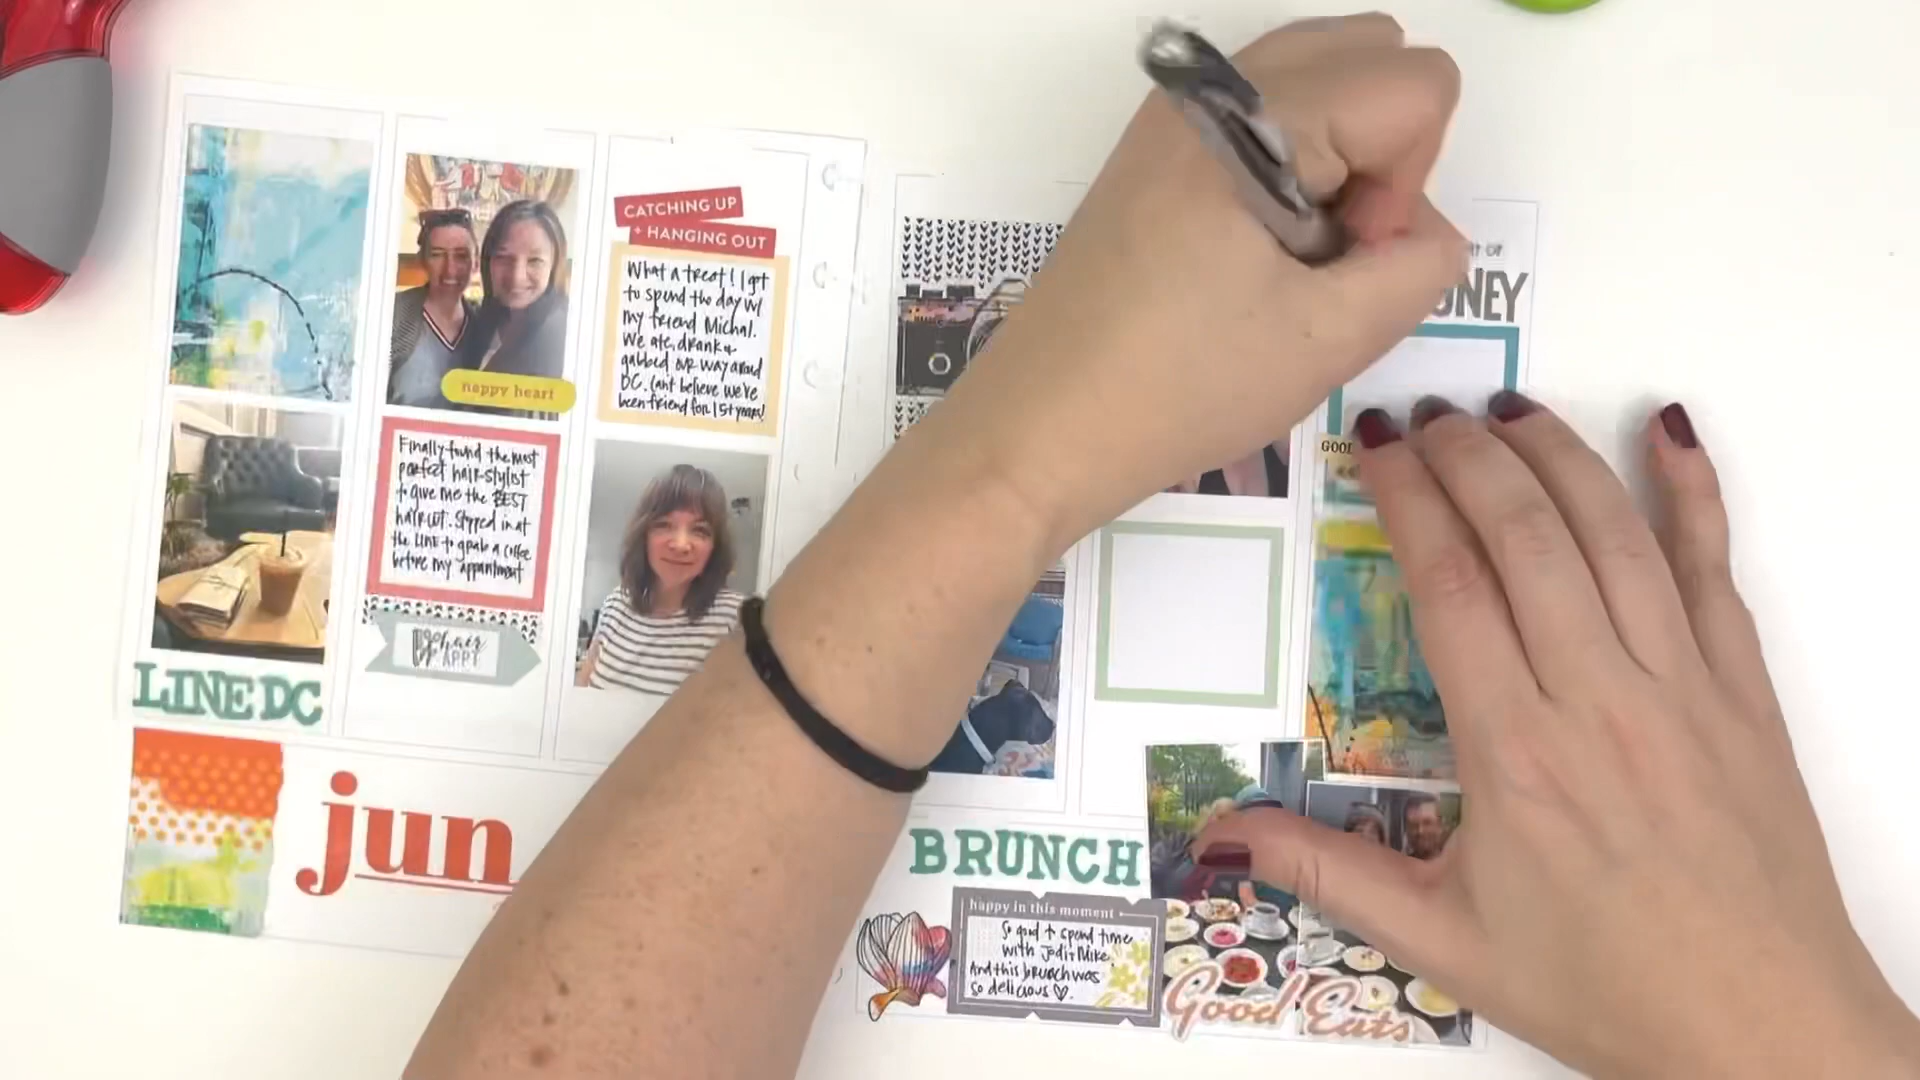 CATCHING UP
+ HANGING OUT
What a treat! I got
to spend the day w/
my friend Michal.
We ate, drank +
gabbed our way around
DC. Cant believe we've
been friend for 15+ years!
happy heart
Finally found the most
perfect hair-stylist
to give me the BEST
haircut. Stopped in at
the LINE to grab a coffee
before my appointment
hair
APPT
LINE DC
jun
GOOD
BRUNCH
happy in this moment
So good to spend time
with Jodi + Mike
And this brunch was
so delicious ♡.
Good Eats